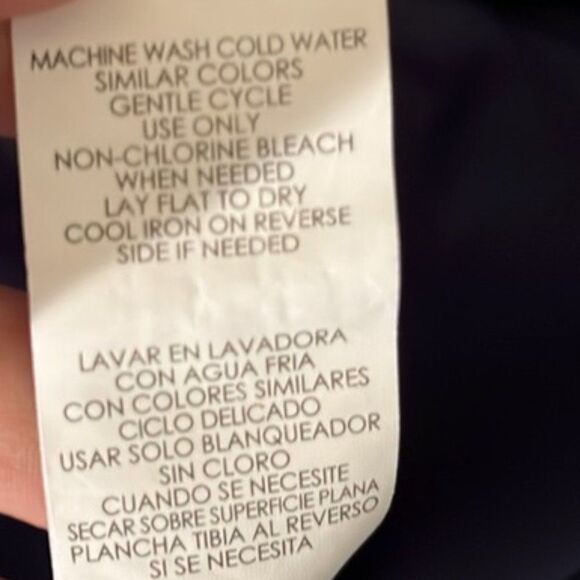 MACHINE WASH COLD WATER
SIMILAR COLORS
GENTLE CYCLE
USE ONLY
NON-CHLORINE BLEACH
WHEN NEEDED
LAY FLAT TO DRY
COOL IRON ON REVERSE
SIDE IF NEEDED
LAVAR EN LAVADORA
CON AGUA FRIA
CON COLORES SIMILARES
CICLO DELICADO
USAR SOLO BLANQUEADOR
SIN CLORO
CUANDO SE NECESITE
SECAR SOBRE SUPERFICIE PLANA
PLANCHA TIBIA AL REVERSO
SI SE NECESITA